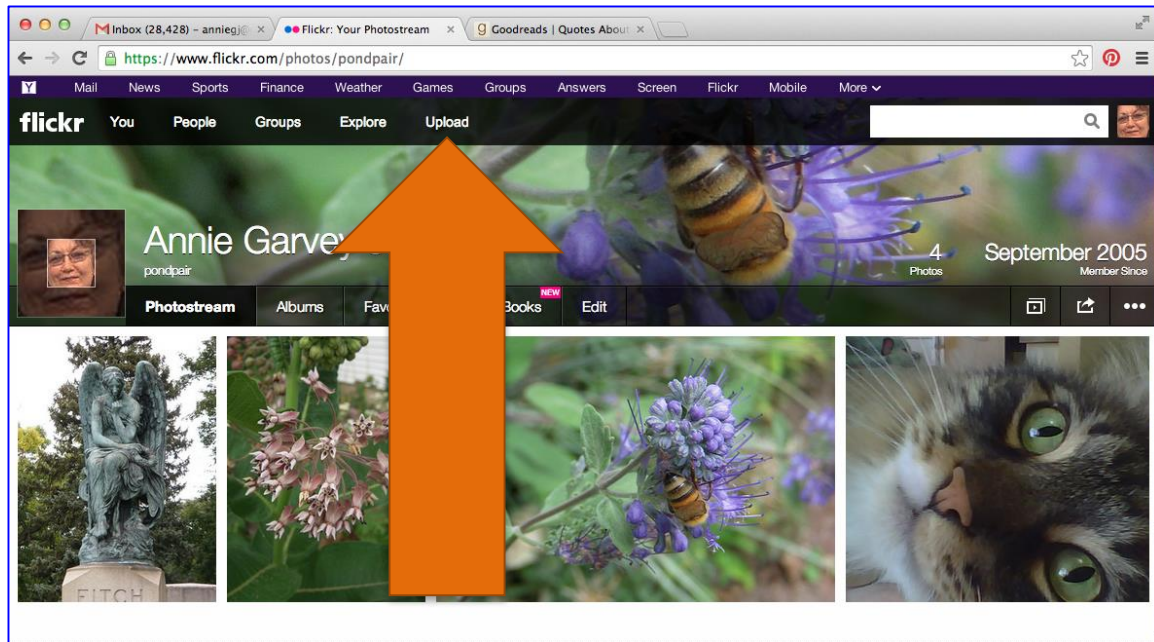 Inbox (28,428) – anniegj@
Flickr: Your Photostream
Goodreads | Quotes About
https://www.flickr.com/photos/pondpair/
Y Mail News Sports Finance Weather Games Groups Answers Screen Flickr Mobile More
flickr You People Groups Explore Upload
Annie
pondpair
4
Photos
September 2005
Member Since
Photostream Albums Books NEW Edit
FITCH